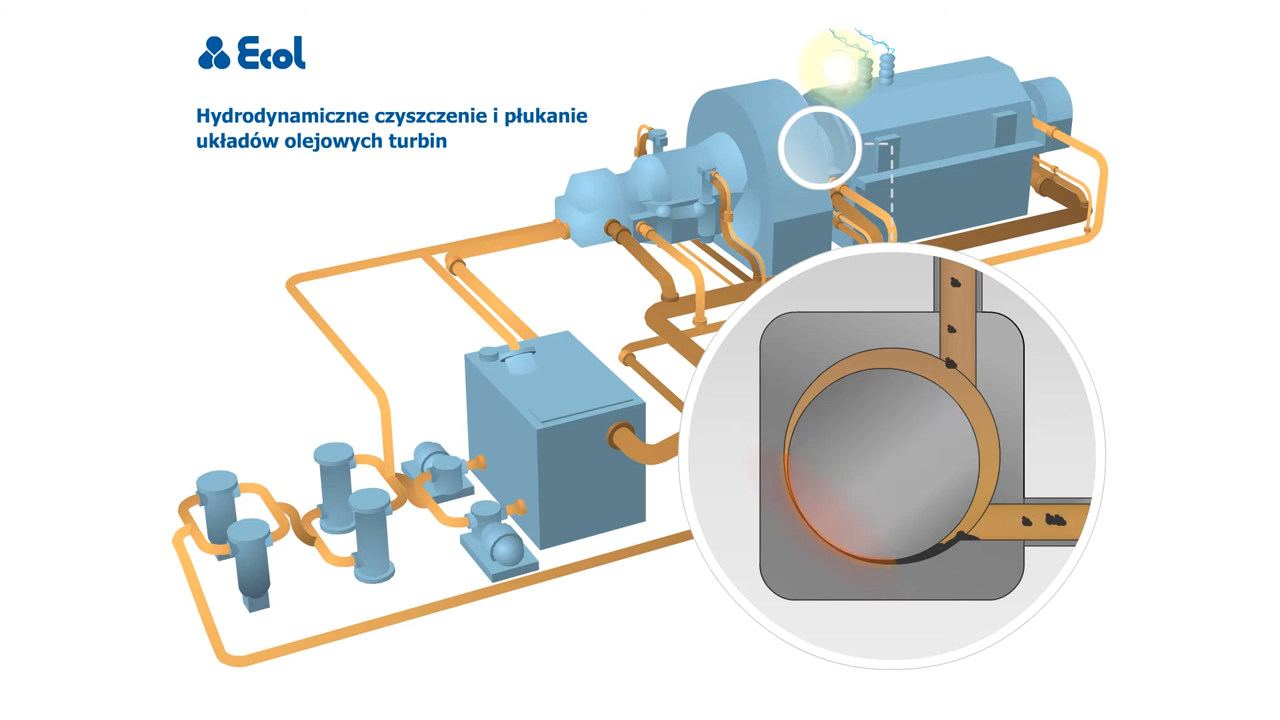 Ecol
Hydrodynamiczne czyszczenie i płukanie
układów olejowych turbin